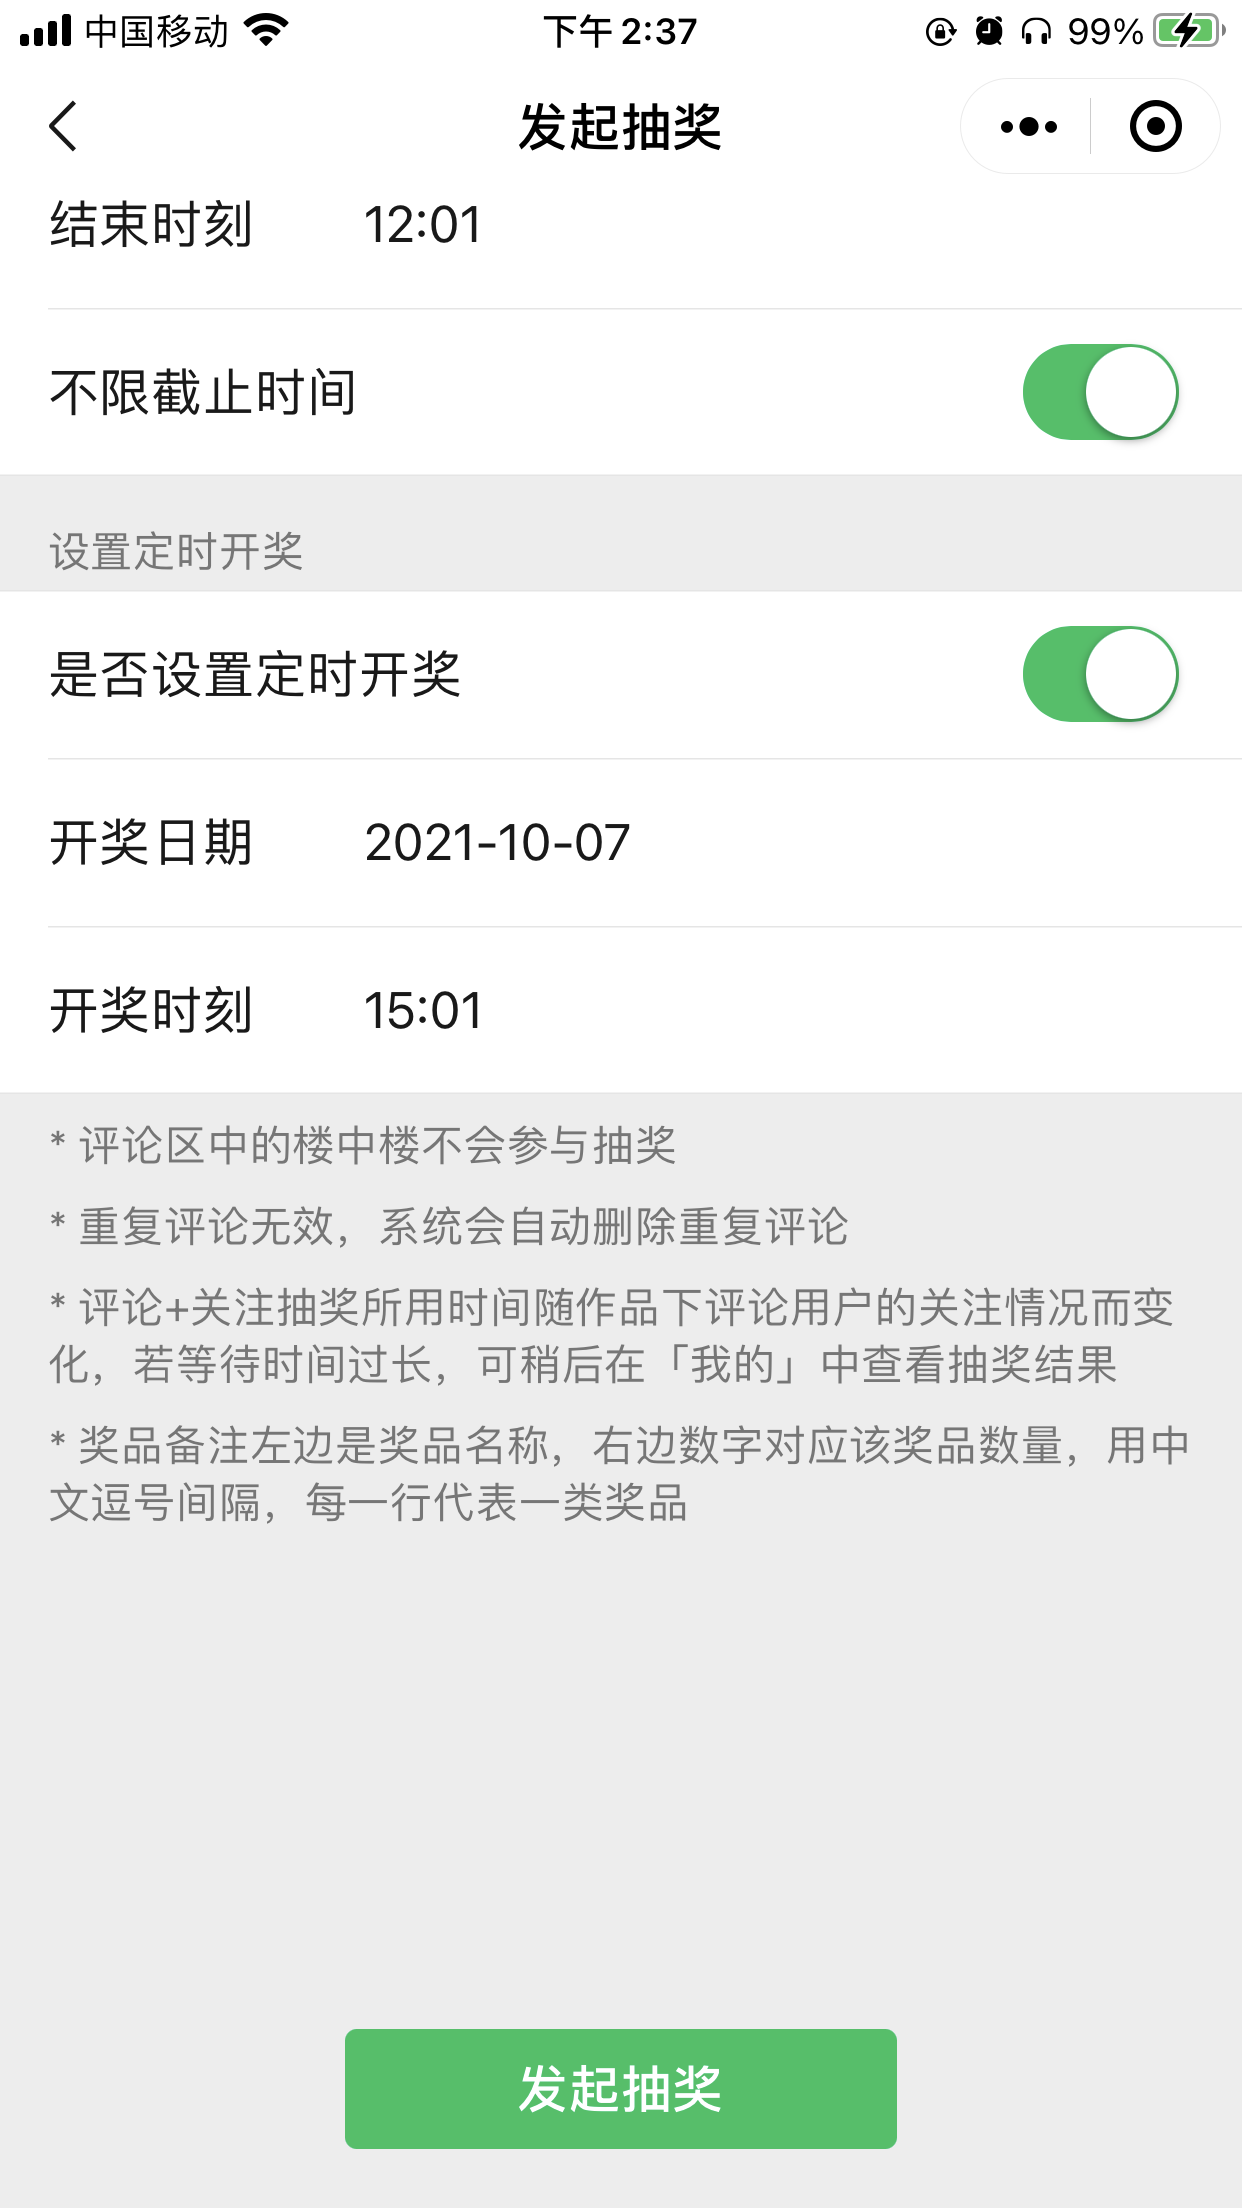 中国移动 下午 2:37 99%
发起抽奖
结束时刻 12:01
不限截止时间
设置定时开奖
是否设置定时开奖
开奖日期 2021-10-07
开奖时刻 15:01
* 评论区中的楼中楼不会参与抽奖
* 重复评论无效，系统会自动删除重复评论
* 评论+关注抽奖所用时间随作品下评论用户的关注情况而变
化，若等待时间过长，可稍后在「我的」中查看抽奖结果
* 奖品备注左边是奖品名称，右边数字对应该奖品数量，用中
文逗号间隔，每一行代表一类奖品
发起抽奖